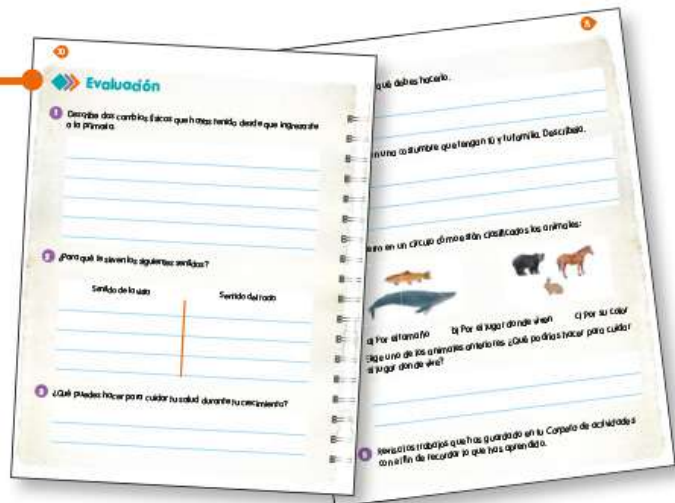 Evaluación
1 Describe dos cambios físicos que hayas tenido desde que ingresaste
a la primaria.
2 ¿Para qué te sirven los siguientes sentidos?
Sentido de la vista
Sentido del tacto
3 ¿Qué puedes hacer para cuidar tu salud durante tu crecimiento?
qué debes hacerlo.
una costumbre que tengan tú y tu familia. Descríbela.
en un círculo cómo están clasificados los animales:
a) Por el tamaño b) Por el lugar donde viven c) Por su color
Elige uno de los animales anteriores ¿Qué podrías hacer para cuidar
el lugar donde vive?
Revisa los trabajos que has guardado en tu Carpeta de actividades
con el fin de recordar lo que has aprendido.